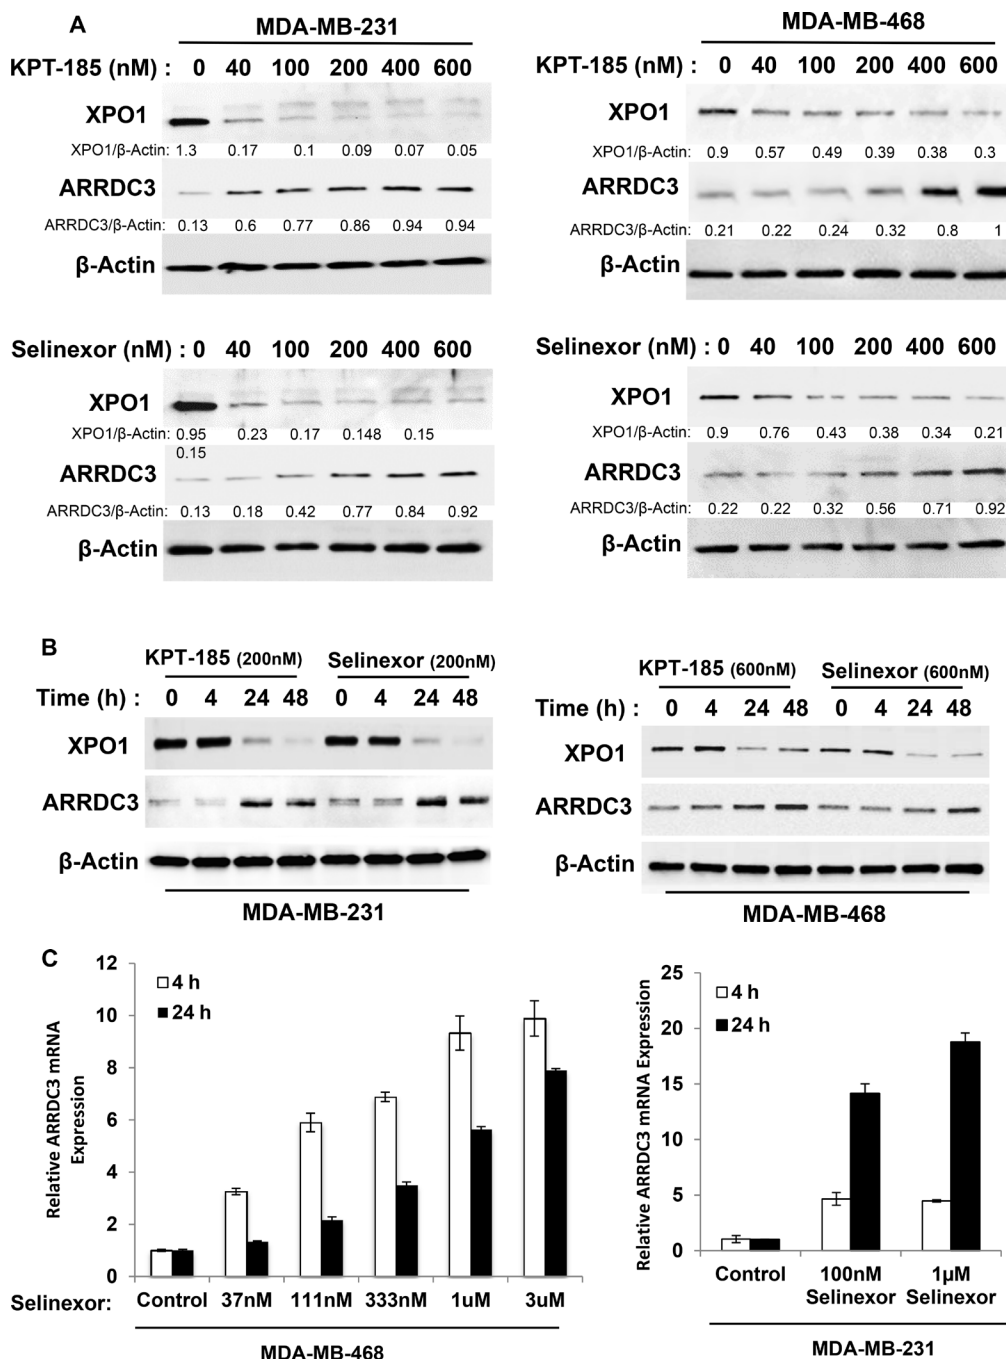 A
MDA-MB-231
KPT-185 (nM) : 0 40 100 200 400 600
XPO1
XPO1/β-Actin: 1.3 0.17 0.1 0.09 0.07 0.05
ARRDC3
ARRDC3/β-Actin: 0.13 0.6 0.77 0.86 0.94 0.94
β-Actin
MDA-MB-468
KPT-185 (nM) : 0 40 100 200 400 600
XPO1
XPO1/β-Actin: 0.9 0.57 0.49 0.39 0.38 0.3
ARRDC3
ARRDC3/β-Actin: 0.21 0.22 0.24 0.32 0.8 1
β-Actin
Selinexor (nM) : 0 40 100 200 400 600
XPO1
XPO1/β-Actin: 0.95 0.23 0.17 0.148 0.15
0.15
ARRDC3
ARRDC3/β-Actin: 0.13 0.18 0.42 0.77 0.84 0.92
β-Actin
Selinexor (nM) : 0 40 100 200 400 600
XPO1
XPO1/β-Actin: 0.9 0.76 0.43 0.38 0.34 0.21
ARRDC3
ARRDC3/β-Actin: 0.22 0.22 0.32 0.56 0.71 0.92
β-Actin
B
KPT-185 (200nM) Selinexor (200nM)
Time (h) : 0 4 24 48 0 4 24 48
XPO1
ARRDC3
β-Actin
MDA-MB-231
KPT-185 (600nM) Selinexor (600nM)
Time (h) : 0 4 24 48 0 4 24 48
XPO1
ARRDC3
β-Actin
MDA-MB-468
C
Relative ARRDC3 mRNA
Expression
12
10
8
6
4
2
0
4 h
24 h
Selinexor: Control 37nM 111nM 333nM 1uM 3uM
MDA-MB-468
Relative ARRDC3 mRNA Expression
25
20
15
10
5
0
4 h
24 h
Control 100nM 1µM
Selinexor Selinexor
MDA-MB-231